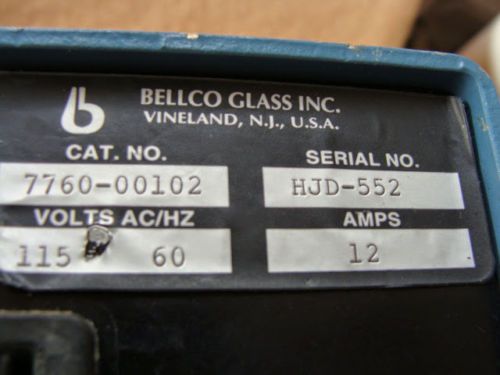 b BELLCO GLASS INC.
VINELAND, N.J., U.S.A.
CAT. NO. SERIAL NO.
7760-00102 HJD-552
VOLTS AC/HZ AMPS
115 60 12